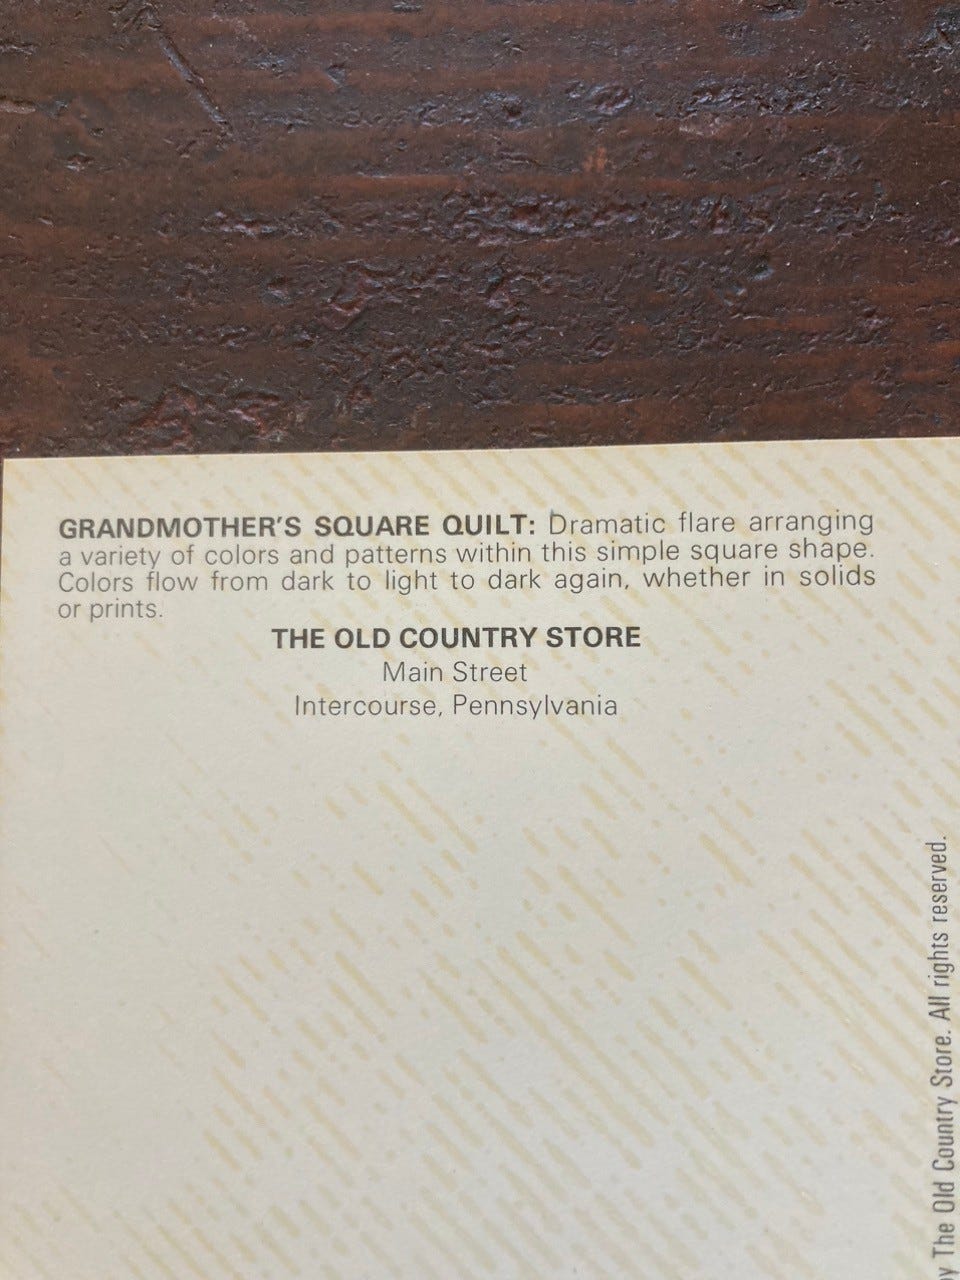 GRANDMOTHER'S SQUARE QUILT: Dramatic flare arranging
a variety of colors and patterns within this simple square shape.
Colors flow from dark to light to dark again, whether in solids
or prints.
THE OLD COUNTRY STORE
Main Street
Intercourse, Pennsylvania
The Old Country Store. All rights reserved.